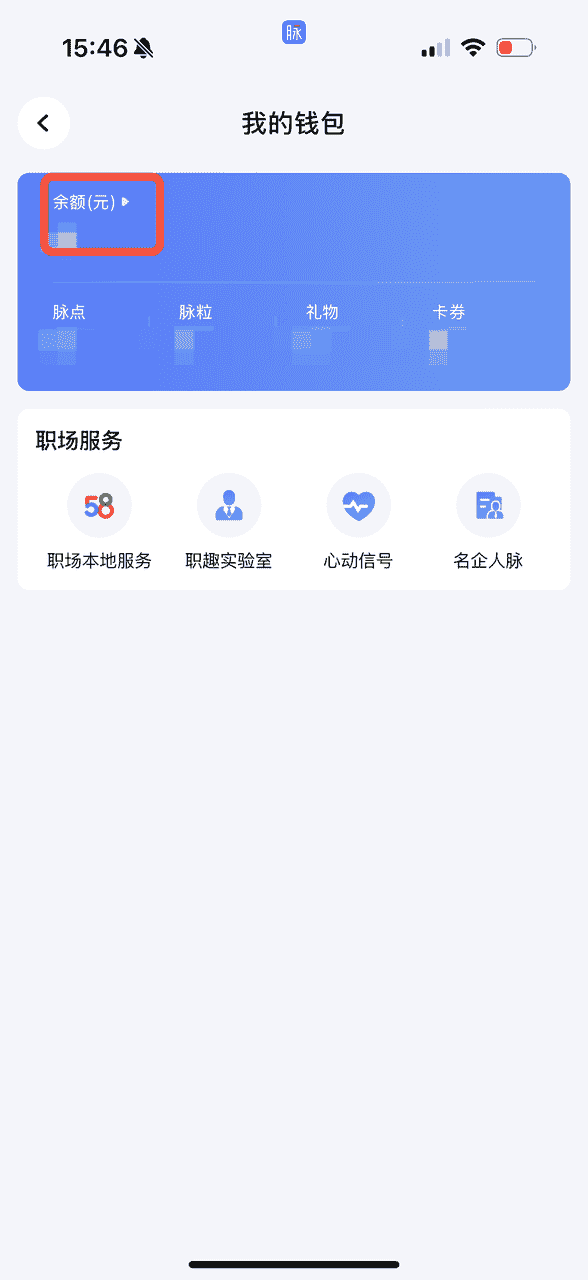 脉
15:46
我的钱包
余额(元)
脉点 脉粒 礼物 卡券
职场服务
58
职场本地服务 职趣实验室 心动信号 名企人脉